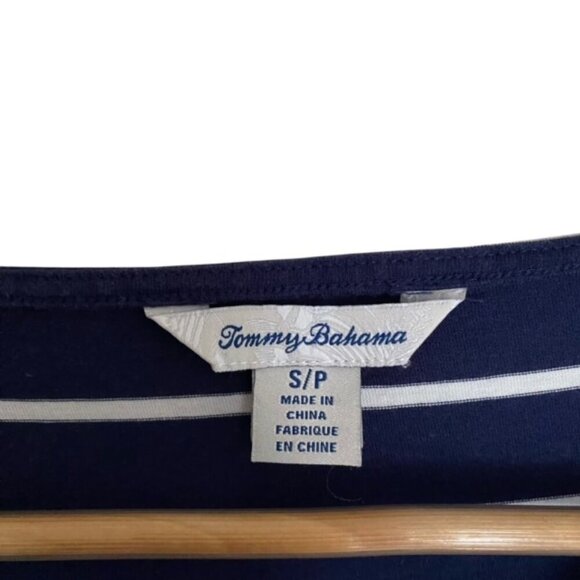 Tommy Bahama
S/P
MADE IN
CHINA
FABRIQUE
EN CHINE